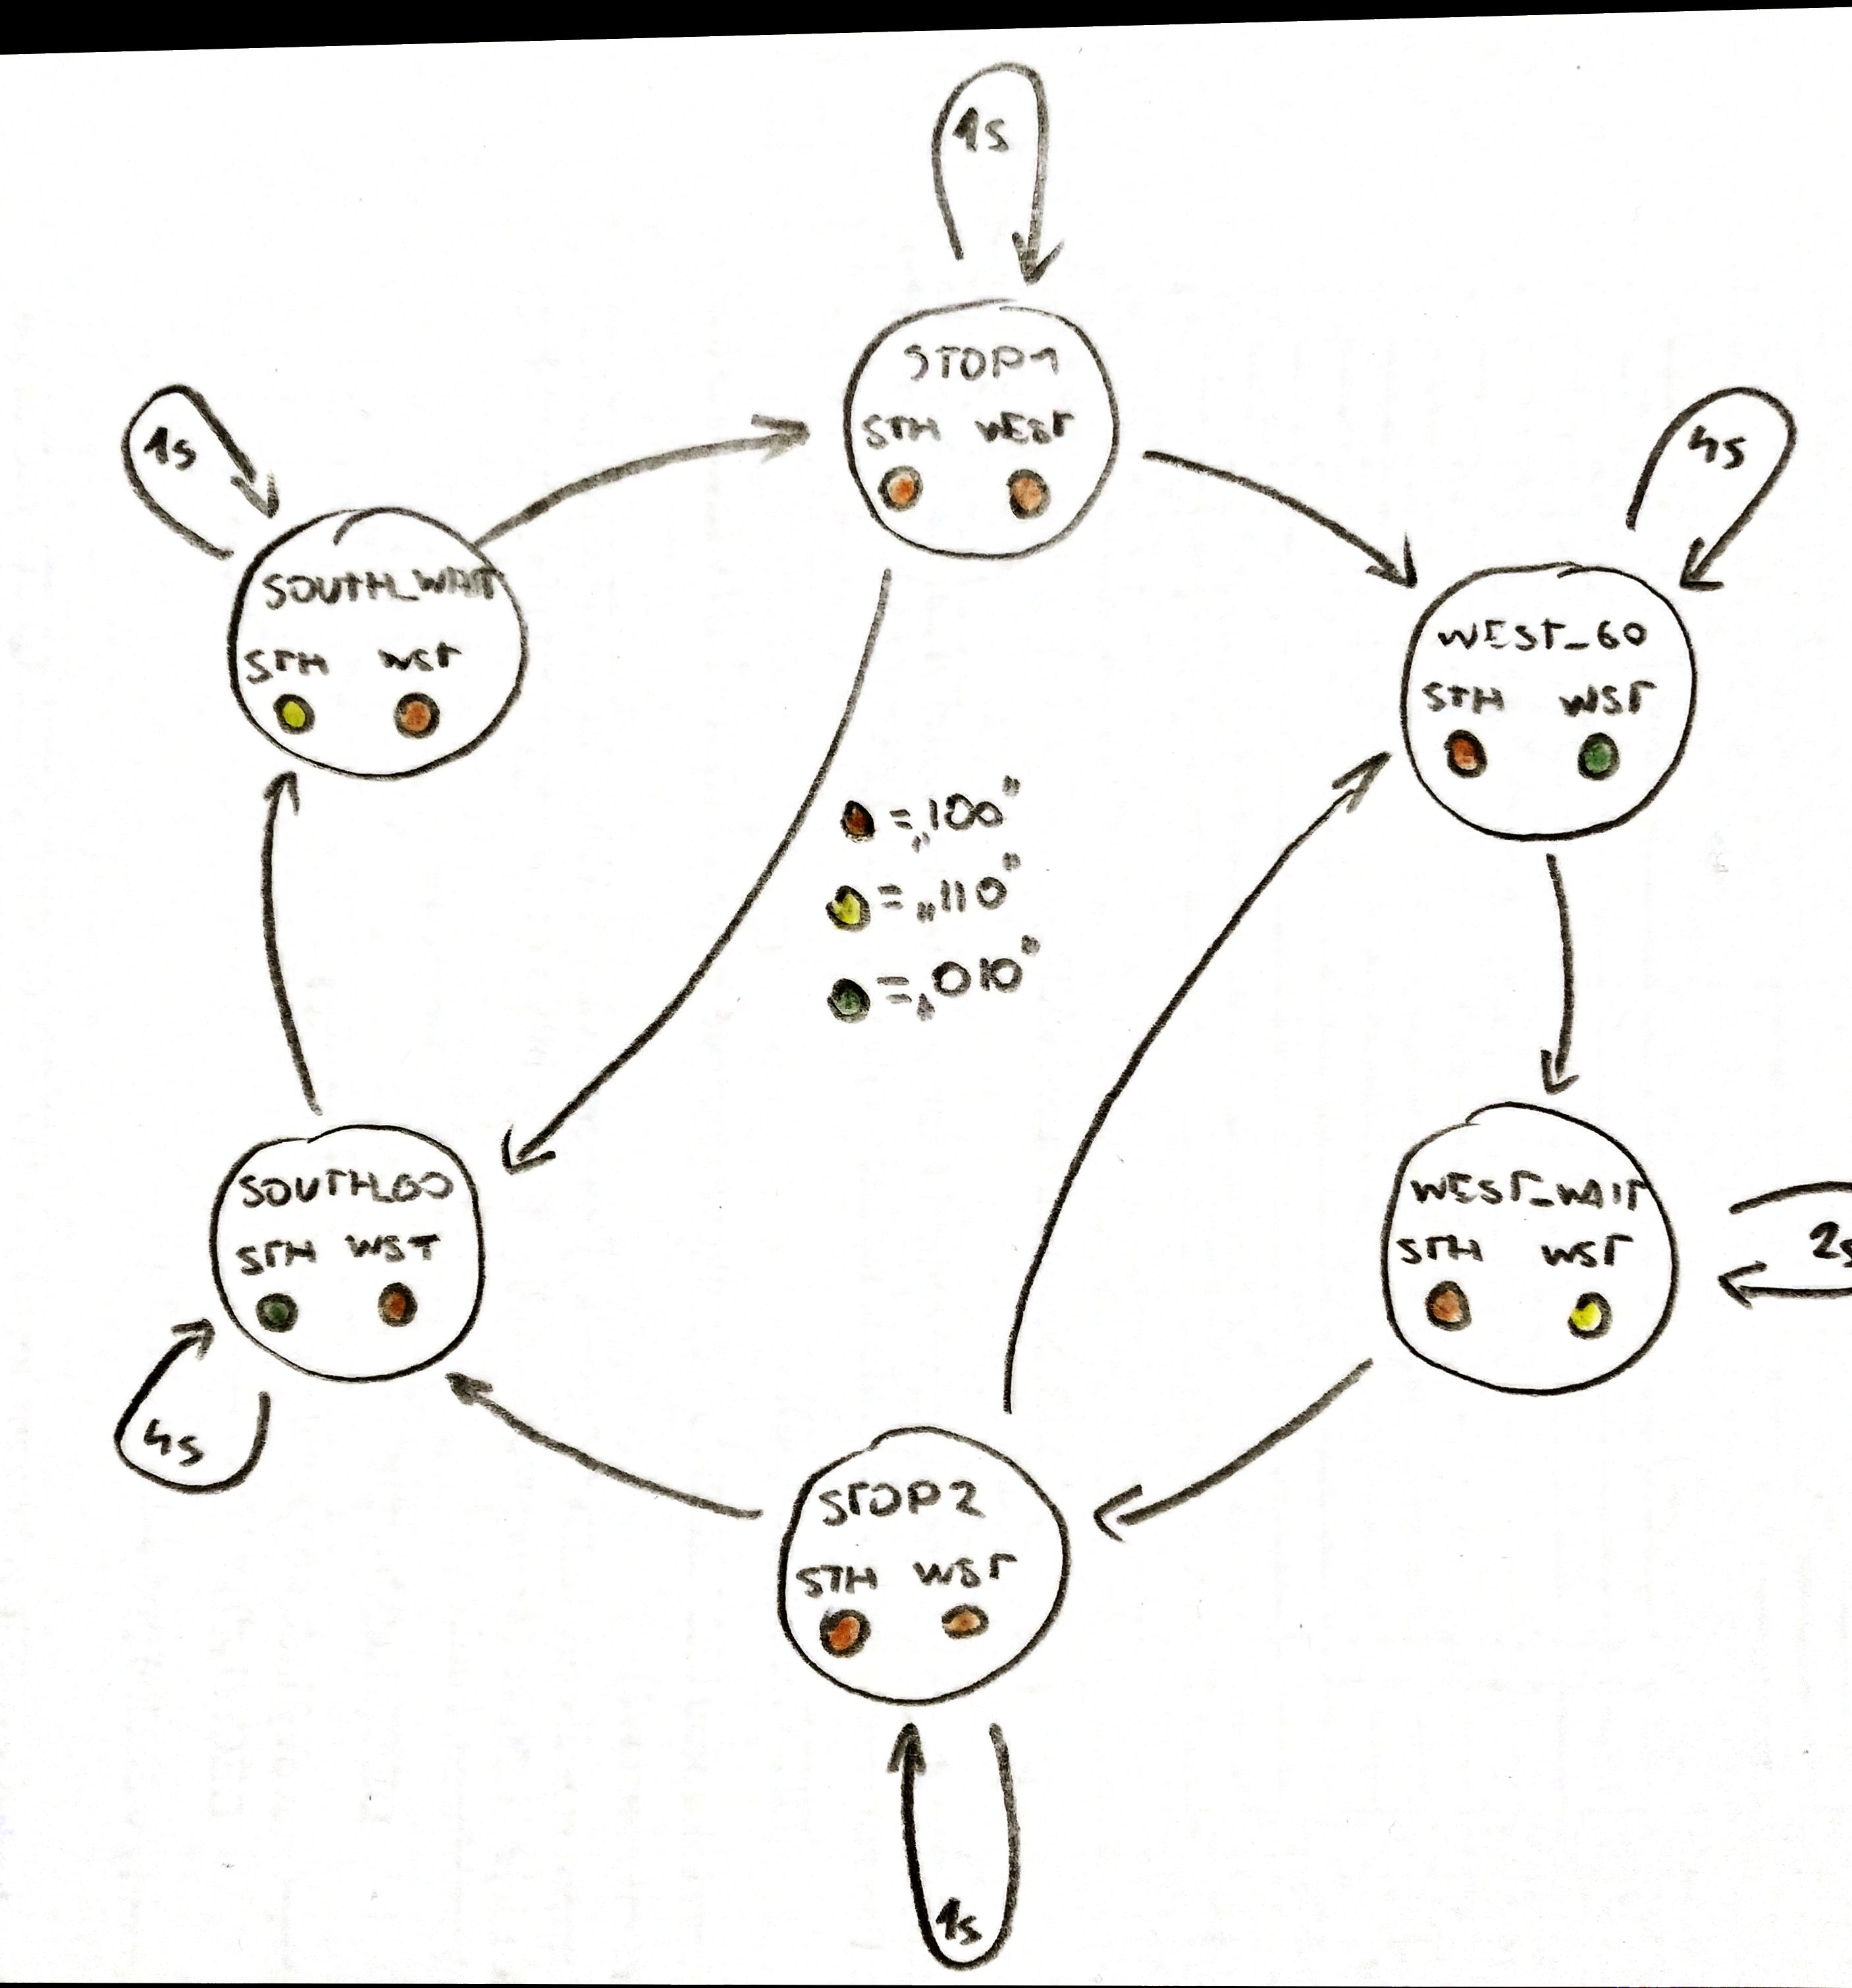 1s
STOP1
STH WEST
1s
SOUTH_WAIT
STH WST
4s
WEST_GO
STH WST
= „100"
= „110"
= „010"
SOUTH_GO
STH WST
4s
WEST_WAIT
STH WST
2s
STOP2
STH WST
1s